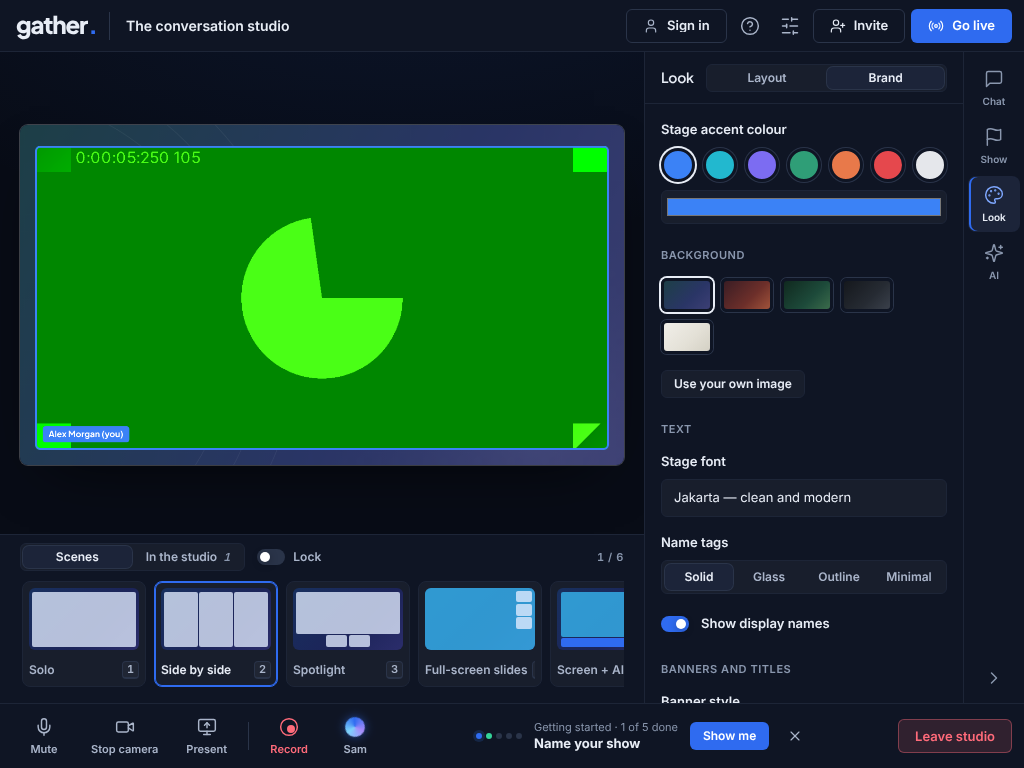 gather.
The conversation studio
Sign in
Invite
Go live
0:00:05:250 105
Alex Morgan (you)
Look
Layout
Brand
Stage accent colour
BACKGROUND
Use your own image
TEXT
Stage font
Jakarta — clean and modern
Name tags
Solid
Glass
Outline
Minimal
Show display names
BANNERS AND TITLES
Banner style
Chat
Show
Look
AI
Scenes
In the studio 1
Lock
1 / 6
Solo 1
Side by side 2
Spotlight 3
Full-screen slides
Screen + AI
Mute
Stop camera
Present
Record
Sam
Getting started · 1 of 5 done
Name your show
Show me
Leave studio